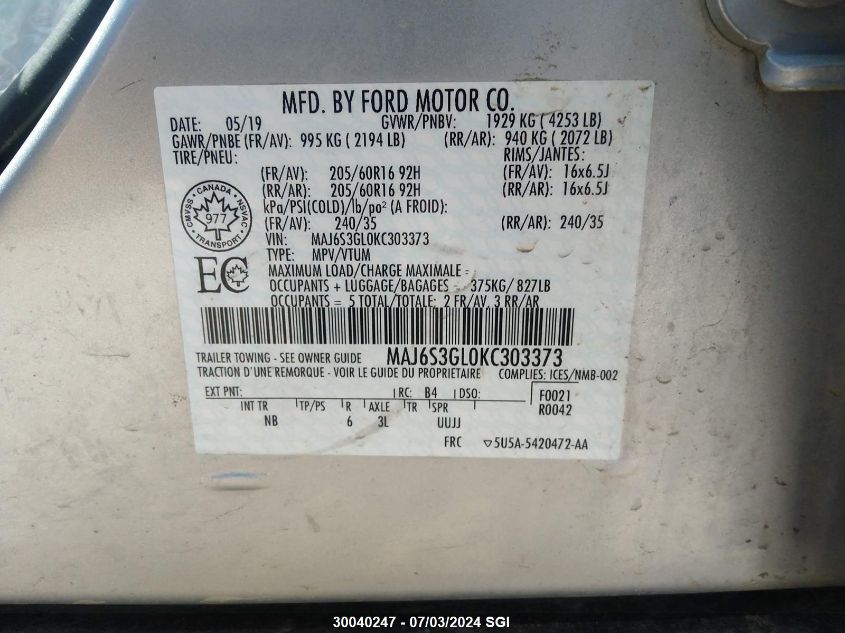 MFD. BY FORD MOTOR CO.
DATE: 05/19 GVWR/PNBV: 1929 KG ( 4253 LB)
GAWR/PNBE (FR/AV): 995 KG ( 2194 LB) (RR/AR): 940 KG ( 2072 LB)
TIRE/PNEU: RIMS/JANTES:
(FR/AV): 205/60R16 92H (FR/AV): 16x6.5J
(RR/AR): 205/60R16 92H (RR/AR): 16x6.5J
kPa/PSI(COLD)/lb/po² (A FROID):
(FR/AV): 240/35 (RR/AR): 240/35
VIN: MAJ6S3GL0KC303373
TYPE: MPV/VTUM
CMVSS • CANADA • NSVAC
977
TRANSPORT
EC
MAXIMUM LOAD/CHARGE MAXIMALE =
OCCUPANTS + LUGGAGE/BAGAGES = 375KG/ 827LB
OCCUPANTS = 5 TOTAL/TOTALE: 2 FR/AV, 3 RR/AR
TRAILER TOWING - SEE OWNER GUIDE MAJ6S3GL0KC303373
TRACTION D'UNE REMORQUE - VOIR LE GUIDE DU PROPRIETAIRE COMPLIES: ICES/NMB-002
EXT PNT: RC: B4 DSO: F0021
INT TR TP/PS R AXLE TR SPR R0042
NB 6 3L UUJJ
FRC ▽5U5A-5420472-AA
30040247 - 07/03/2024 SGI